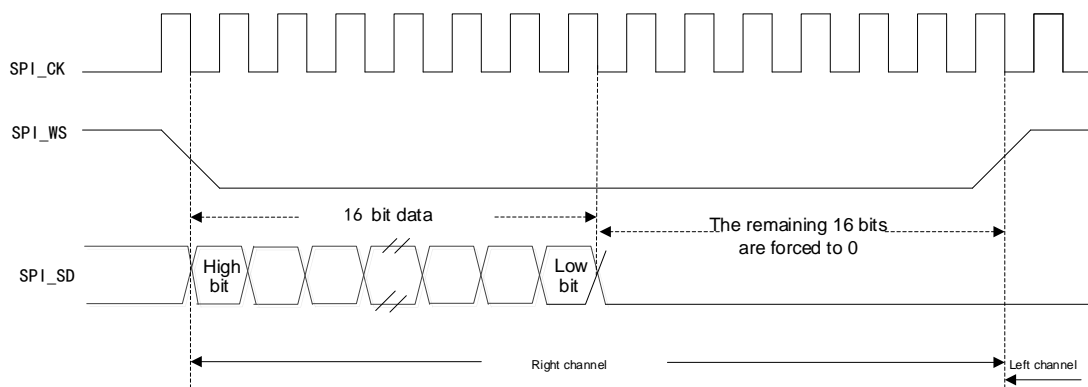 SPI_CK
SPI_WS
16 bit data
The remaining 16 bits
are forced to 0
SPI_SD
High
bit
Low
bit
Right channel
Left channel